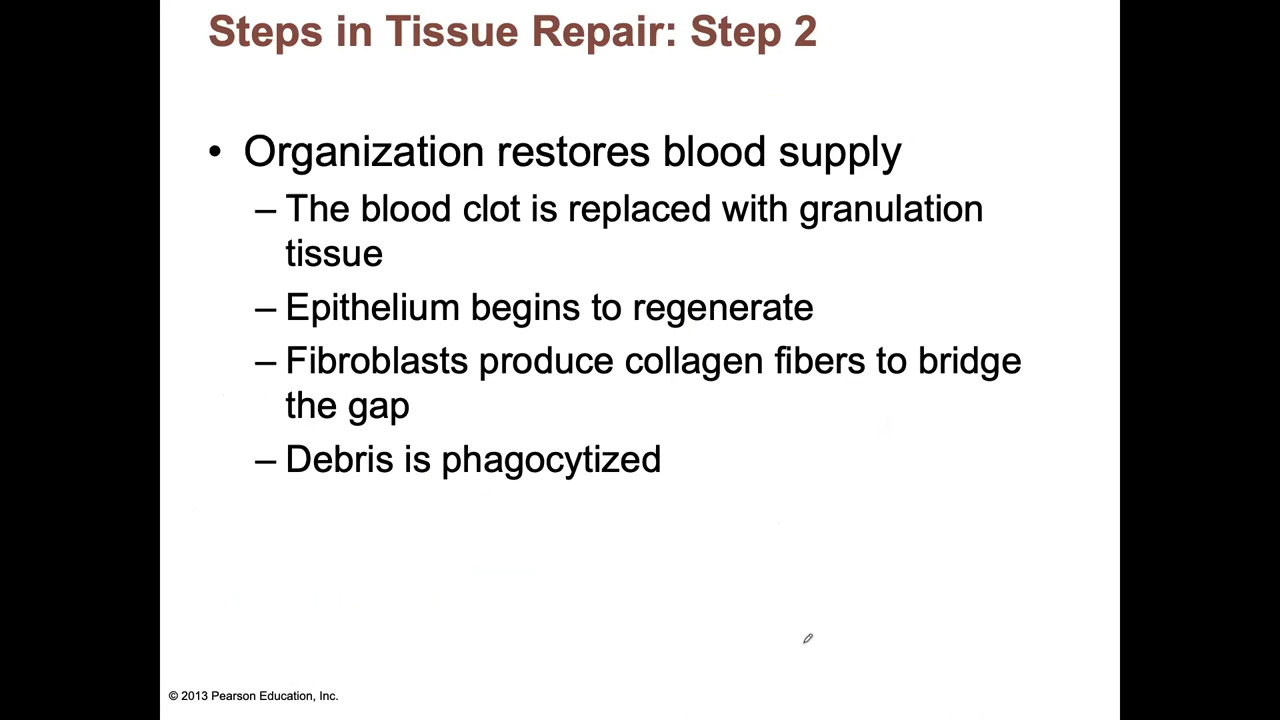 Steps in Tissue Repair: Step 2
• Organization restores blood supply
– The blood clot is replaced with granulation
tissue
– Epithelium begins to regenerate
– Fibroblasts produce collagen fibers to bridge
the gap
– Debris is phagocytized
© 2013 Pearson Education, Inc.